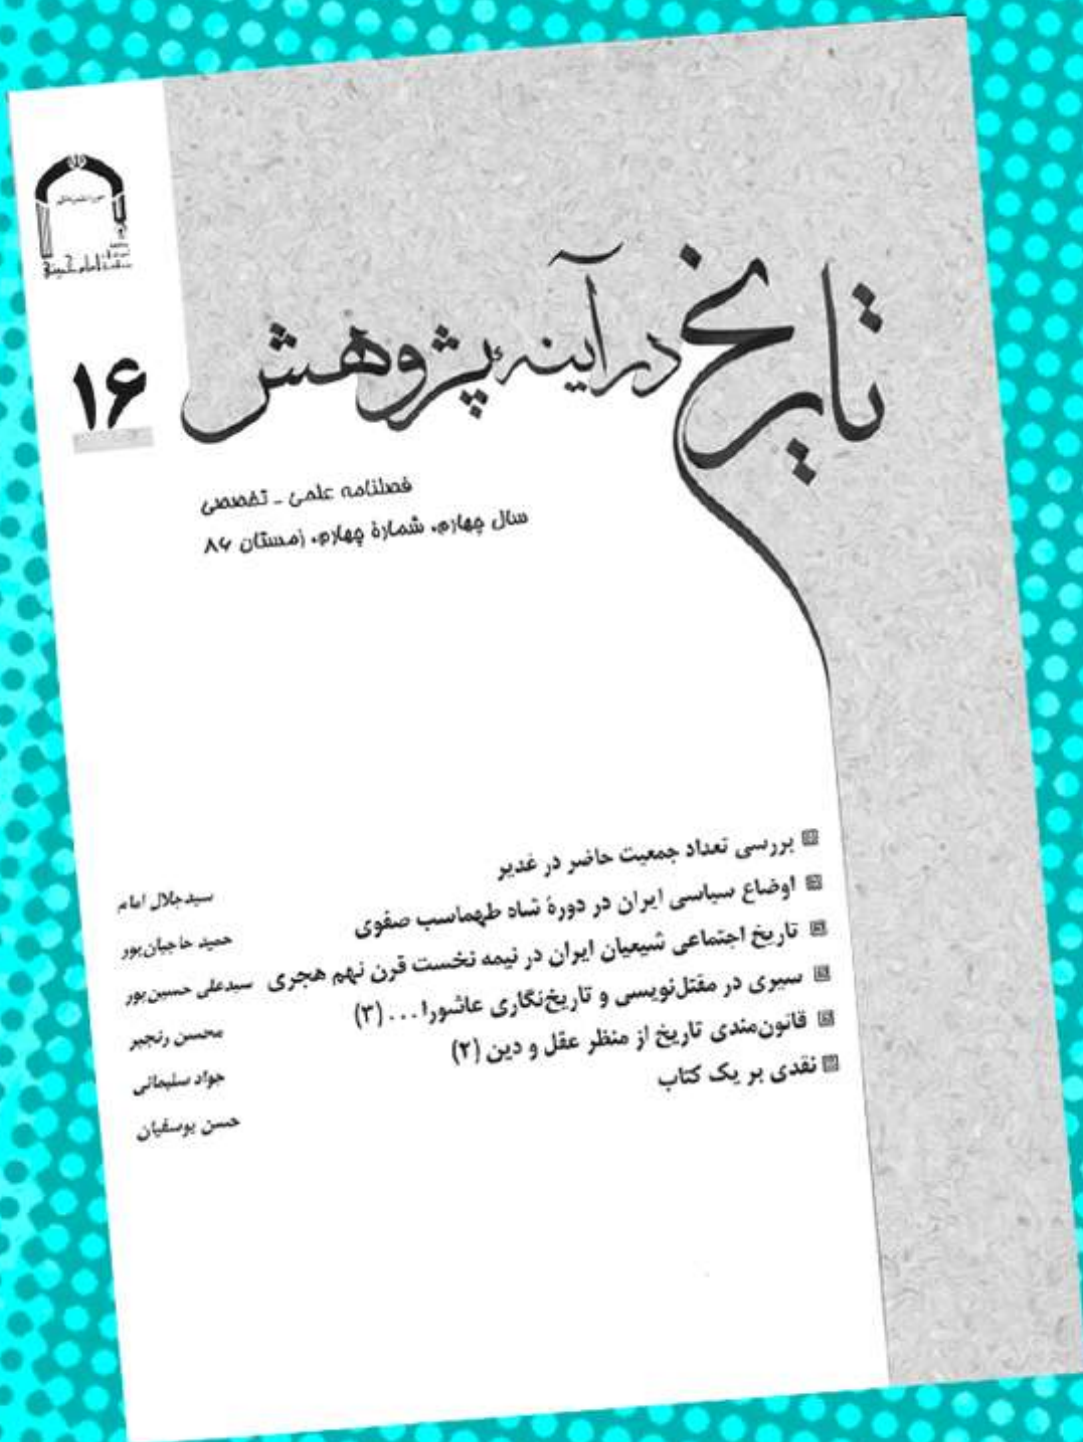 تاریخ در آینهٔ پژوهش
۱۶
فصلنامه علمی ـ تخصصی
سال چهارم، شمارهٔ چهارم، زمستان ۸۶
بررسی تعداد جمعیت حاضر در غدیر سیدجلال امام
اوضاع سیاسی ایران در دورهٔ شاه طهماسب صفوی حمید حاجیان‌پور
تاریخ اجتماعی شیعیان ایران در نیمه نخست قرن نهم هجری سیدعلی حسین‌پور
سیری در مقتل‌نویسی و تاریخ‌نگاری عاشورا ... (۳) محسن رنجبر
قانون‌مندی تاریخ از منظر عقل و دین (۲) جواد سلیمانی
نقدی بر یک کتاب حسن یوسفیان